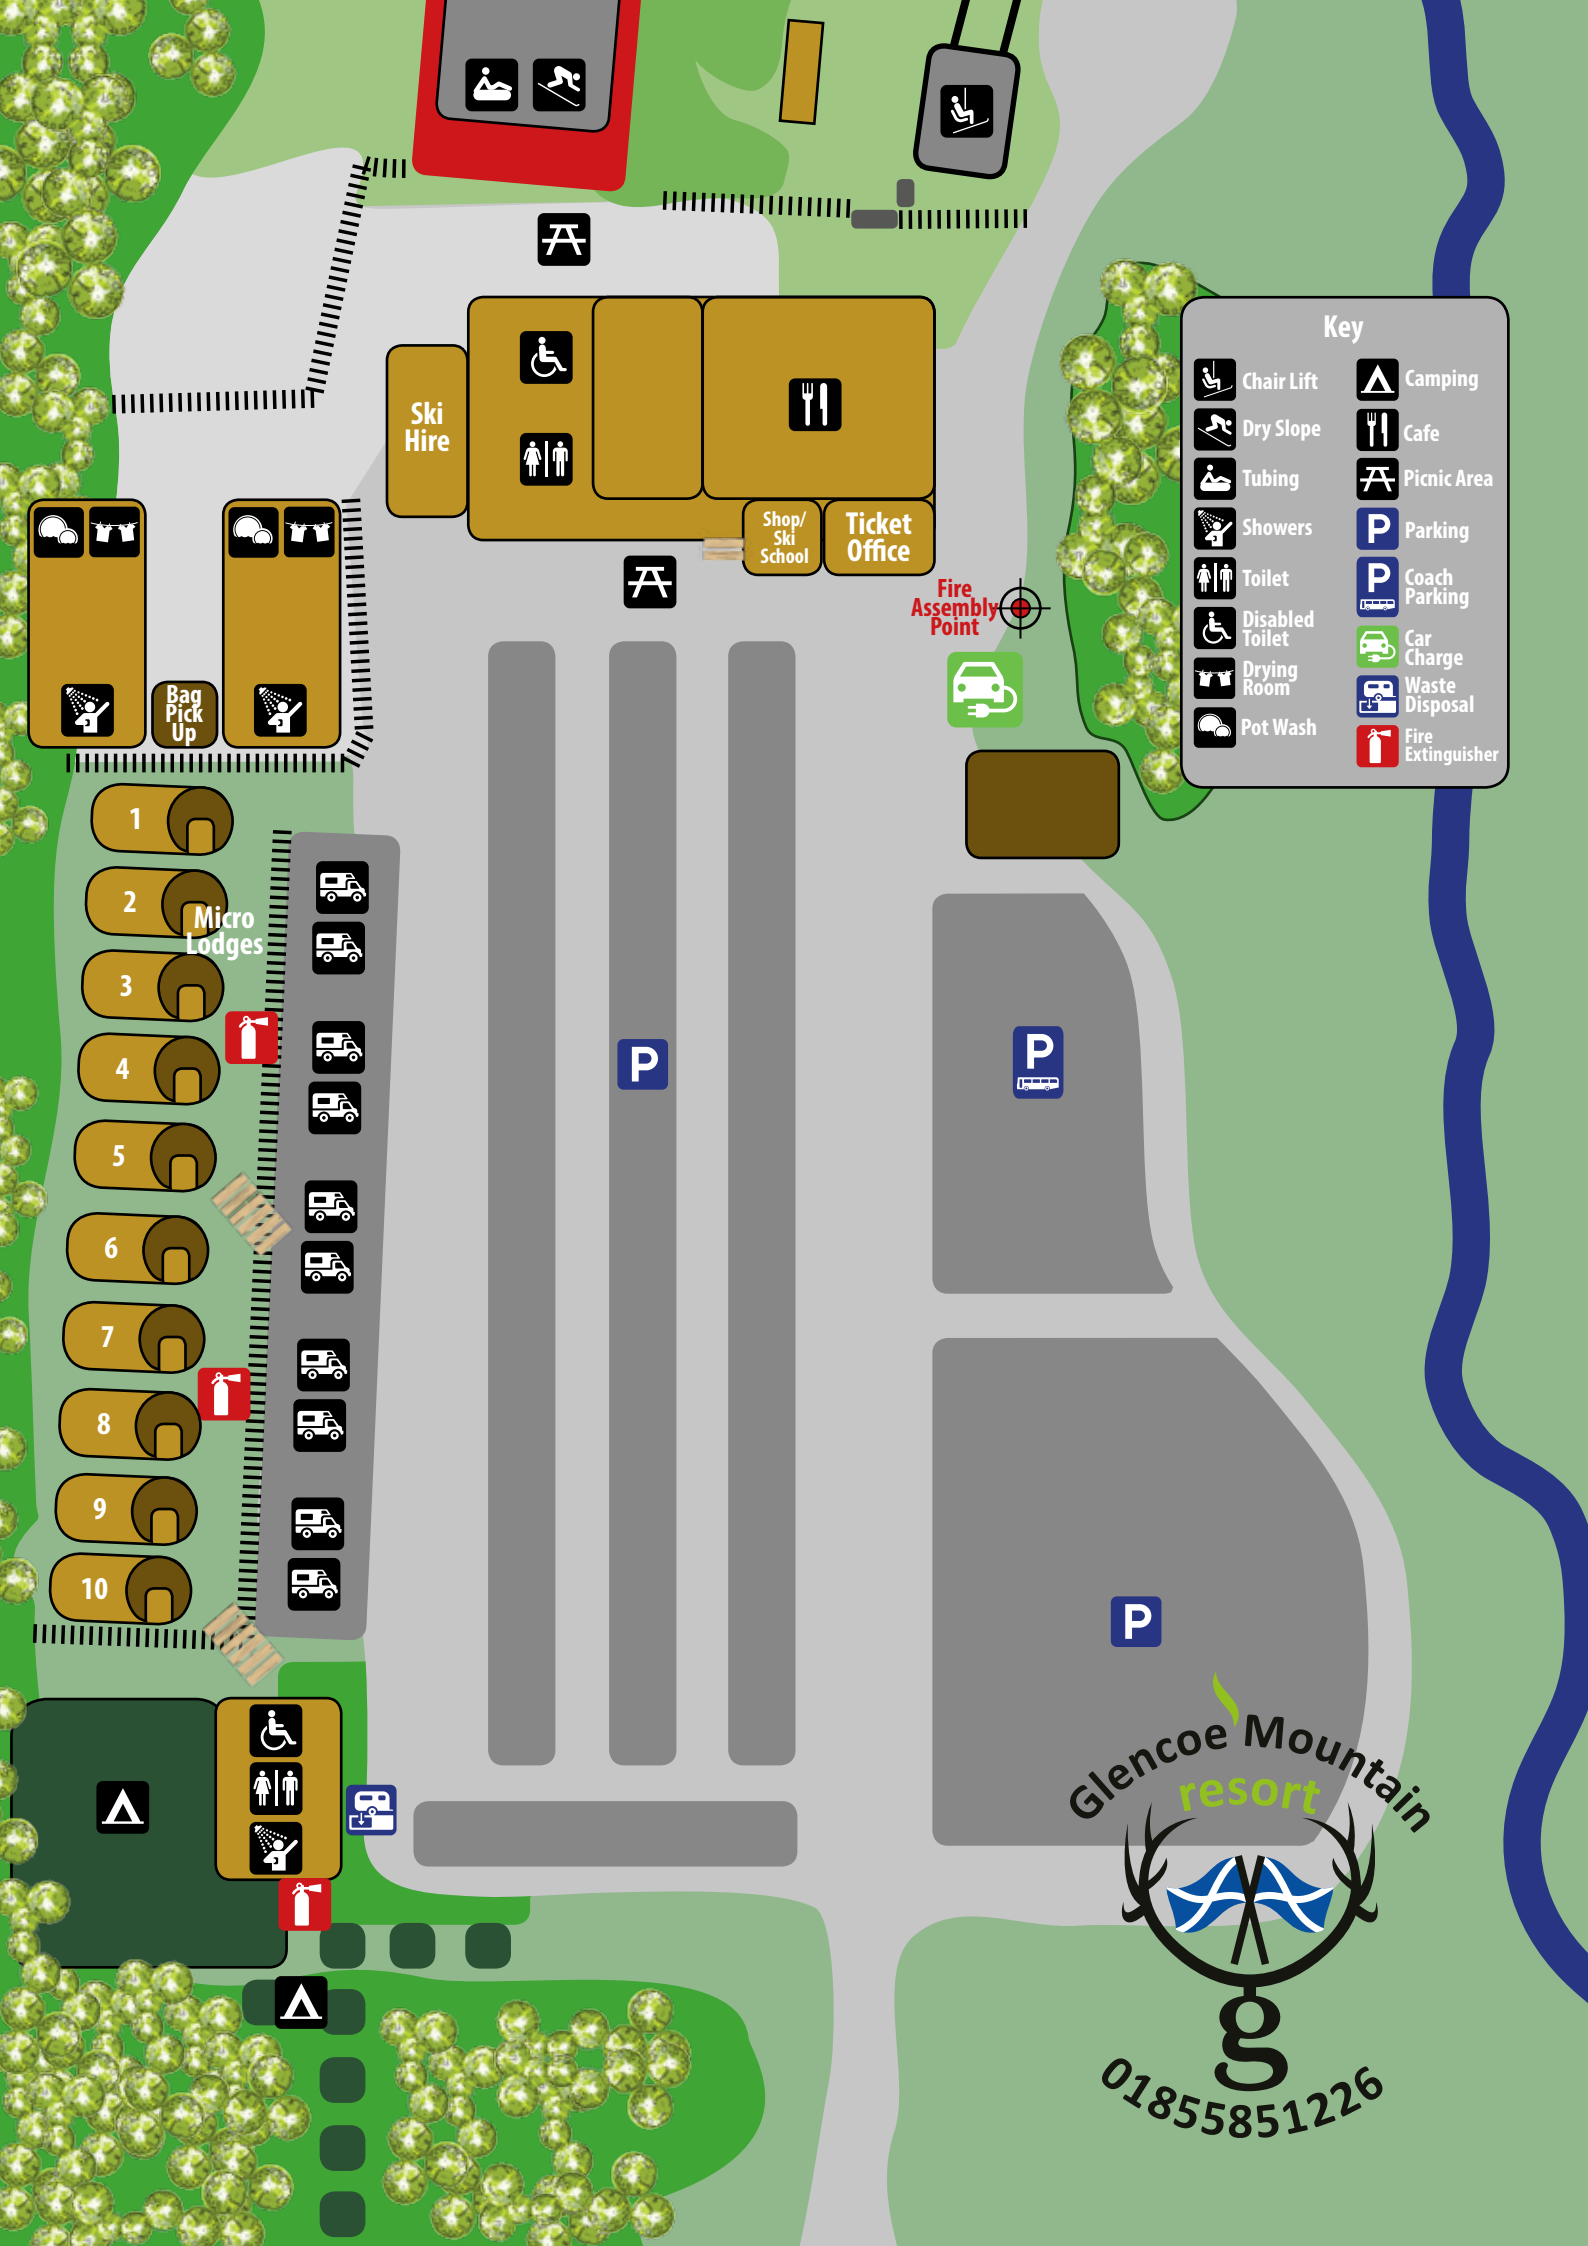 Key
Chair Lift
Dry Slope
Tubing
Showers
Toilet
Disabled
Toilet
Drying
Room
Pot Wash
Camping
Cafe
Picnic Area
P
Parking
P
Coach
Parking
Car
Charge
Waste
Disposal
Fire
Extinguisher
Ski
Hire
Shop/
Ski
School
Ticket
Office
Fire
Assembly
Point
Bag
Pick
Up
1
2
Micro
Lodges
3
4
5
6
7
8
9
10
P
P
P
Glencoe Mountain
resort
g
01855851226